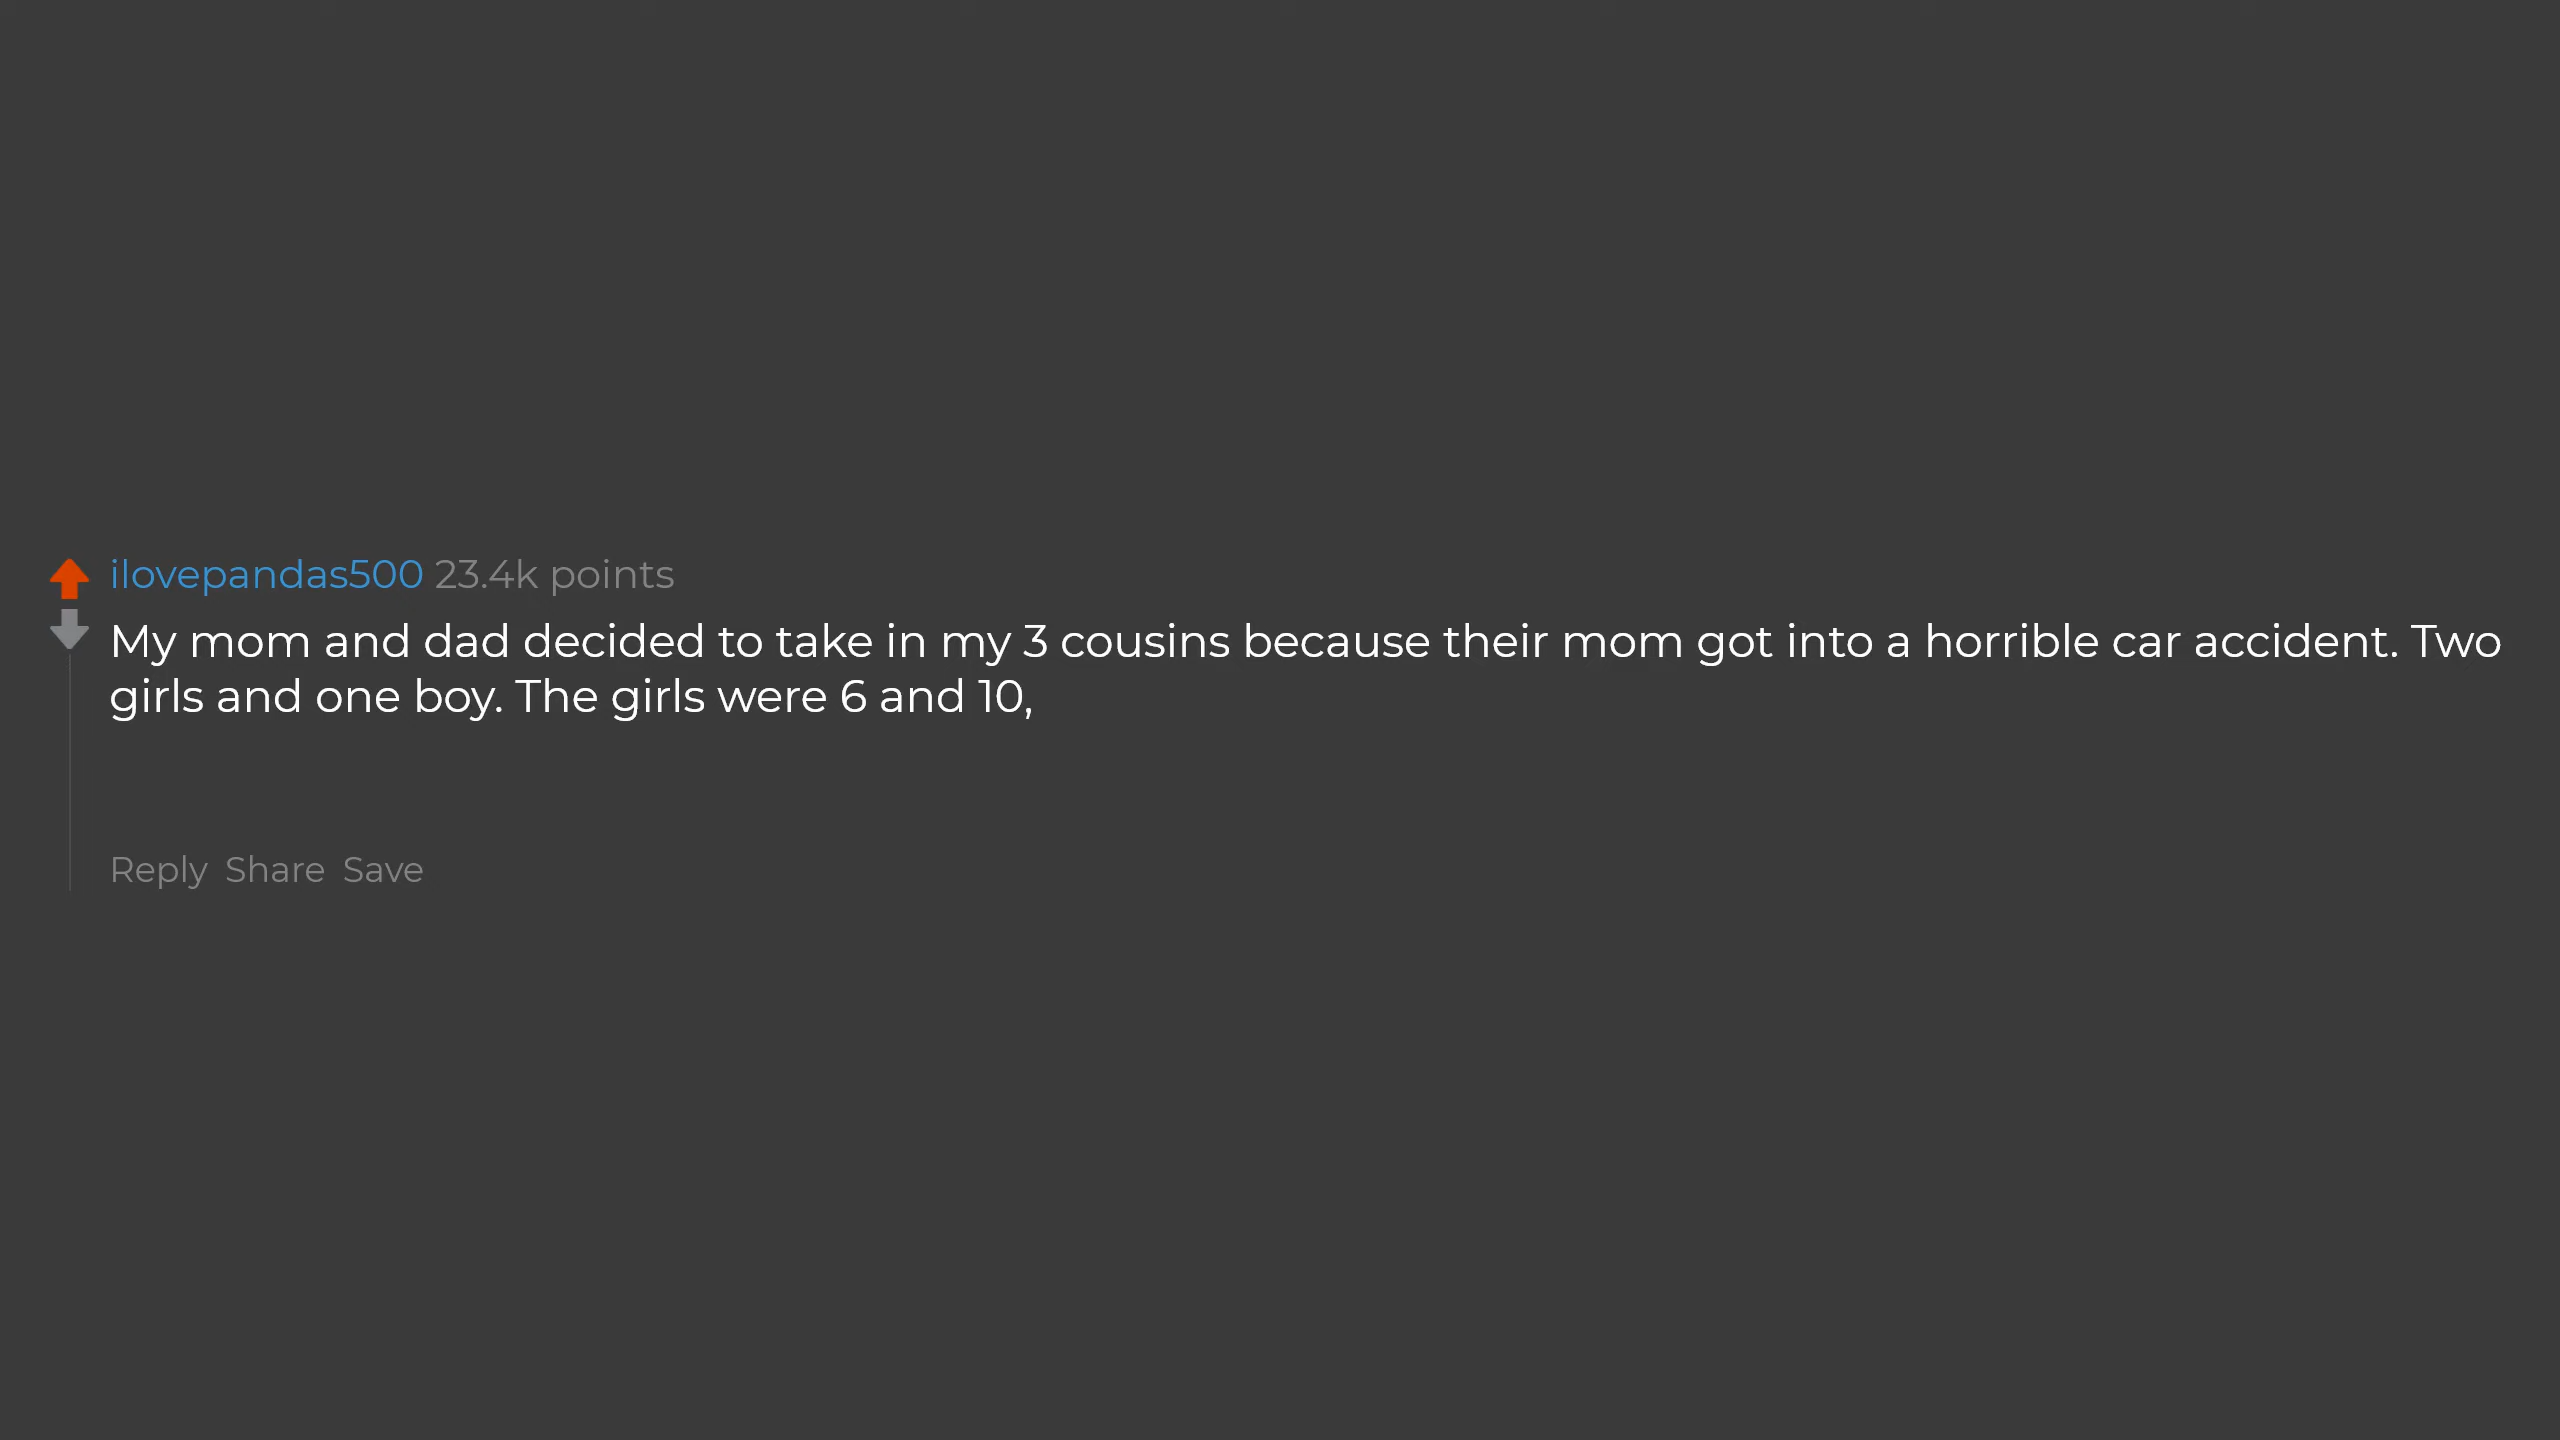 ilovepandas500 23.4k points
My mom and dad decided to take in my 3 cousins because their mom got into a horrible car accident. Two
girls and one boy. The girls were 6 and 10,
Reply Share Save